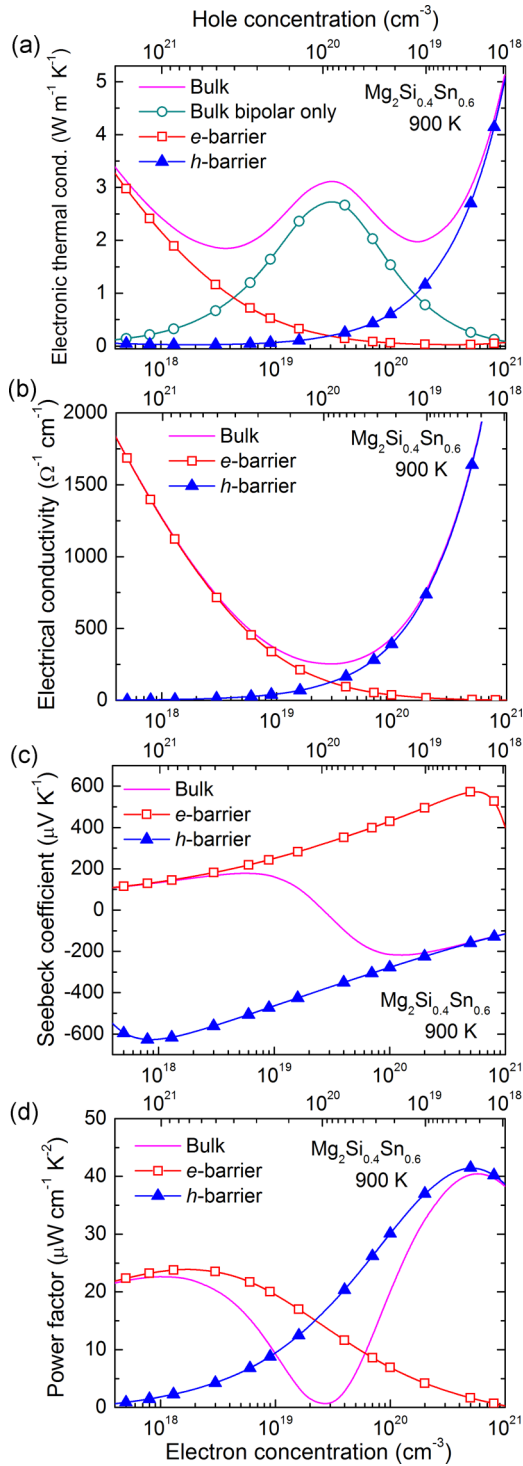 Hole concentration (cm⁻³)
(a)
10²¹ 10²⁰ 10¹⁹ 10¹⁸
Electronic thermal cond. (W m⁻¹ K⁻¹)
5
4
3
2
1
0
Bulk
Bulk bipolar only
e-barrier
h-barrier
Mg₂Si₀.₄Sn₀.₆
900 K
10¹⁸ 10¹⁹ 10²⁰ 10²¹
(b)
10²¹ 10²⁰ 10¹⁹ 10¹⁸
Electrical conductivity (Ω⁻¹ cm⁻¹)
2000
1500
1000
500
0
Bulk
e-barrier
h-barrier
Mg₂Si₀.₄Sn₀.₆
900 K
10¹⁸ 10¹⁹ 10²⁰ 10²¹
(c)
10²¹ 10²⁰ 10¹⁹ 10¹⁸
Seebeck coefficient (μV K⁻¹)
600
400
200
0
-200
-400
-600
Bulk
e-barrier
h-barrier
Mg₂Si₀.₄Sn₀.₆
900 K
10¹⁸ 10¹⁹ 10²⁰ 10²¹
(d)
10²¹ 10²⁰ 10¹⁹ 10¹⁸
Power factor (μW cm⁻¹ K⁻²)
50
40
30
20
10
0
Bulk
e-barrier
h-barrier
Mg₂Si₀.₄Sn₀.₆
900 K
10¹⁸ 10¹⁹ 10²⁰ 10²¹
Electron concentration (cm⁻³)